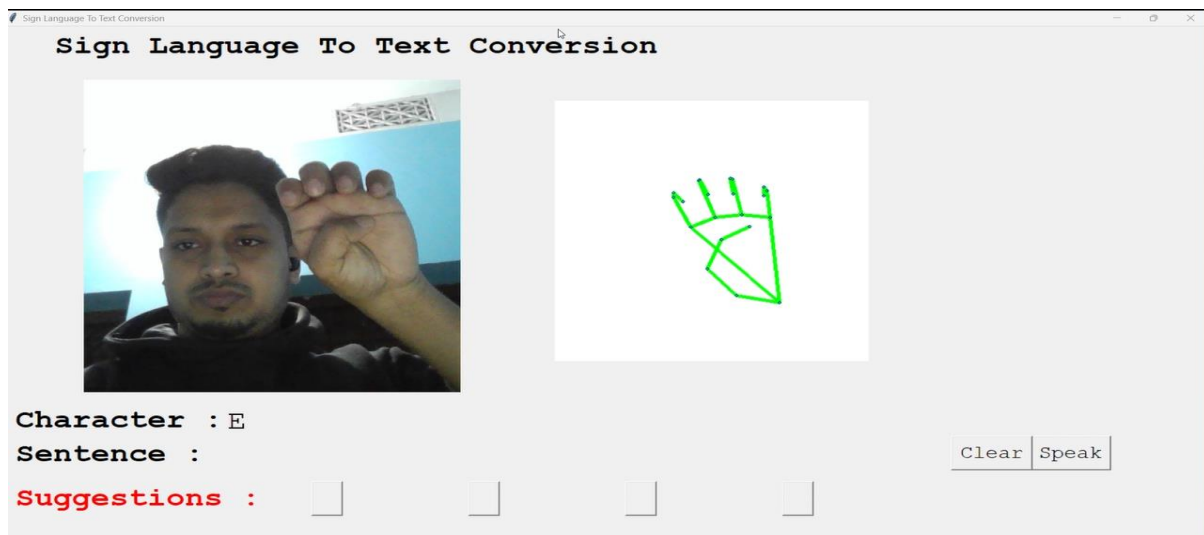 Sign Language To Text Conversion
Sign Language To Text Conversion
Character : E
Sentence :
Clear Speak
Suggestions :